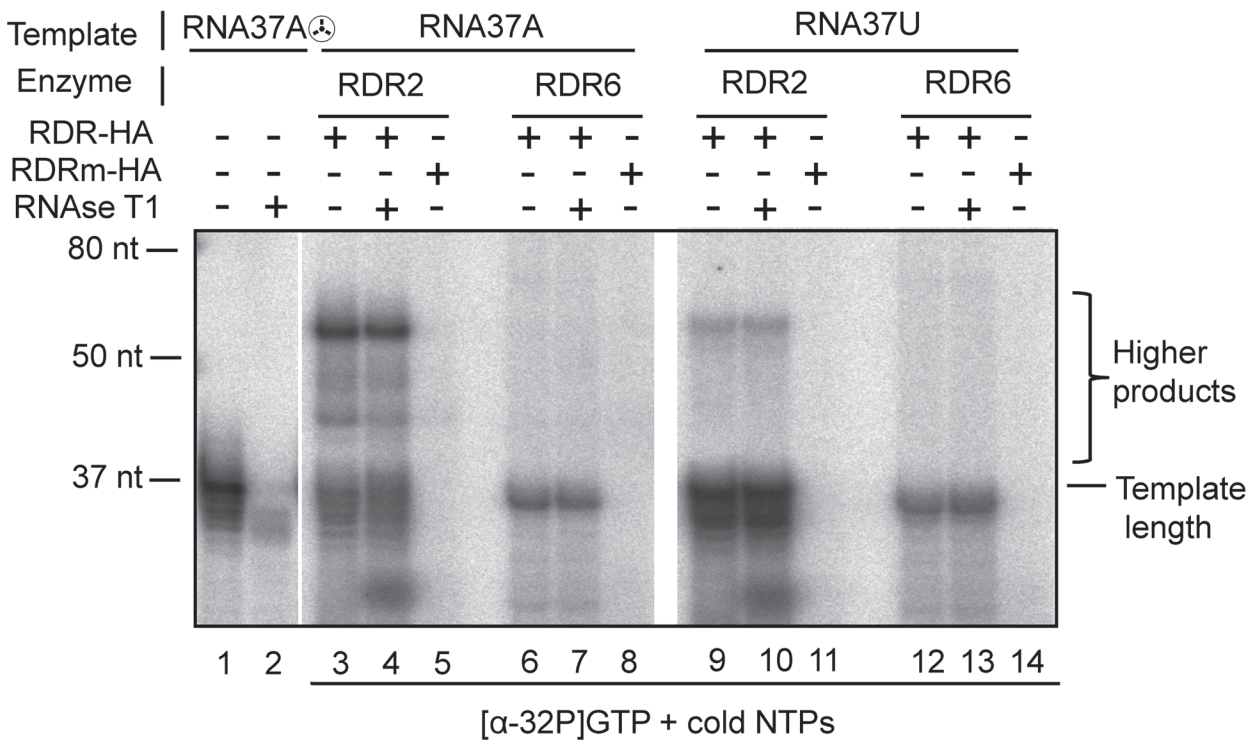 Template | RNA37A RNA37A RNA37U
Enzyme | RDR2 RDR6 RDR2 RDR6
RDR-HA - - + + - + + - + + - + + -
RDRm-HA - - - - + - - + - - + - - +
RNAse T1 - + - + - - + - - + - - + -
80 nt
50 nt
37 nt
Higher
products
Template
length
1 2 3 4 5 6 7 8 9 10 11 12 13 14
[α-32P]GTP + cold NTPs